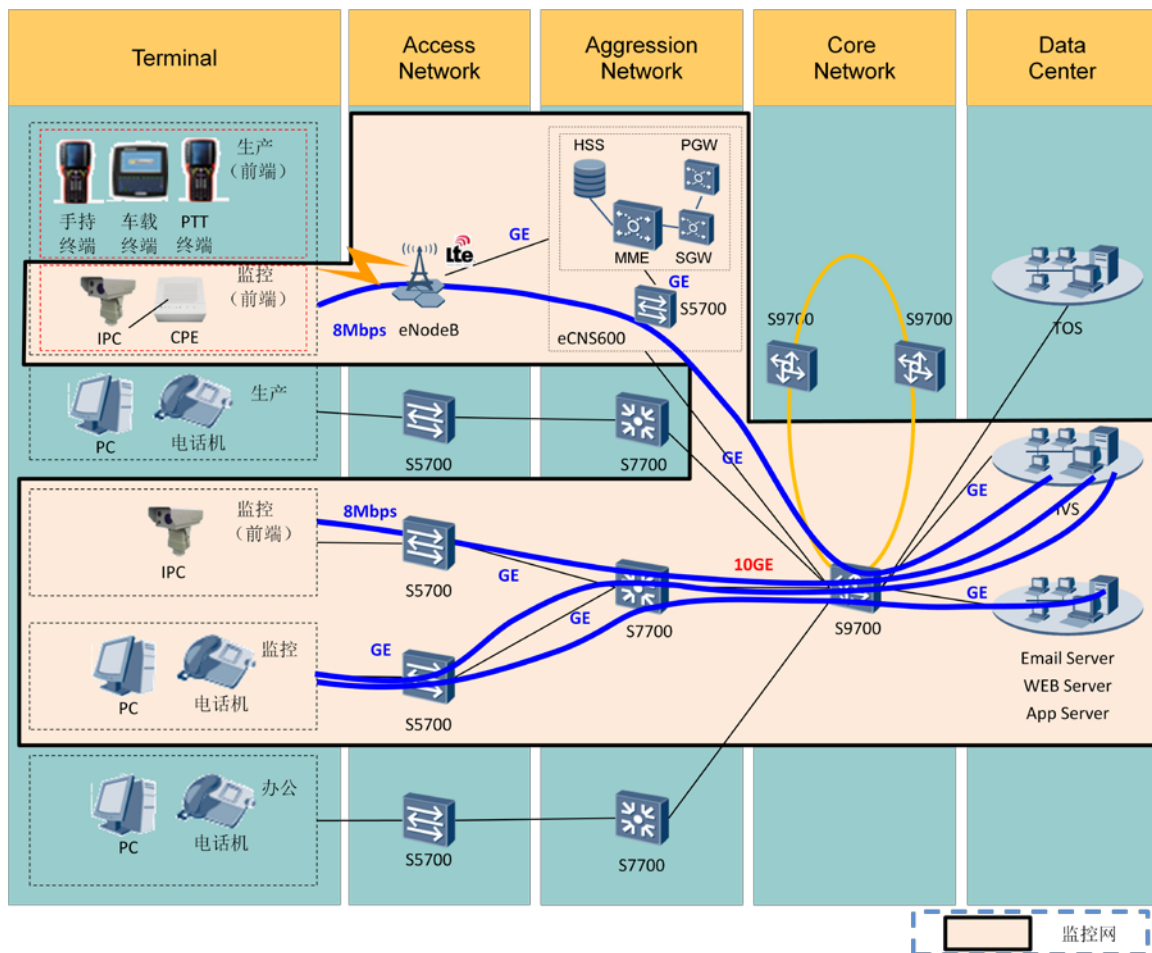 Terminal
Access
Network
Aggression
Network
Core
Network
Data
Center
生产
（前端）
手持
终端
车载
终端
PTT
终端
HSS
PGW
MME
SGW
GE
Lte
GE
监控
（前端）
IPC
CPE
8Mbps
eNodeB
S5700
eCNS600
S9700
S9700
TOS
生产
PC
电话机
S5700
S7700
GE
GE
IVS
监控
（前端）
IPC
8Mbps
S5700
GE
10GE
GE
S7700
S9700
GE
监控
PC
电话机
GE
S5700
Email Server
WEB Server
App Server
办公
PC
电话机
S5700
S7700
监控网